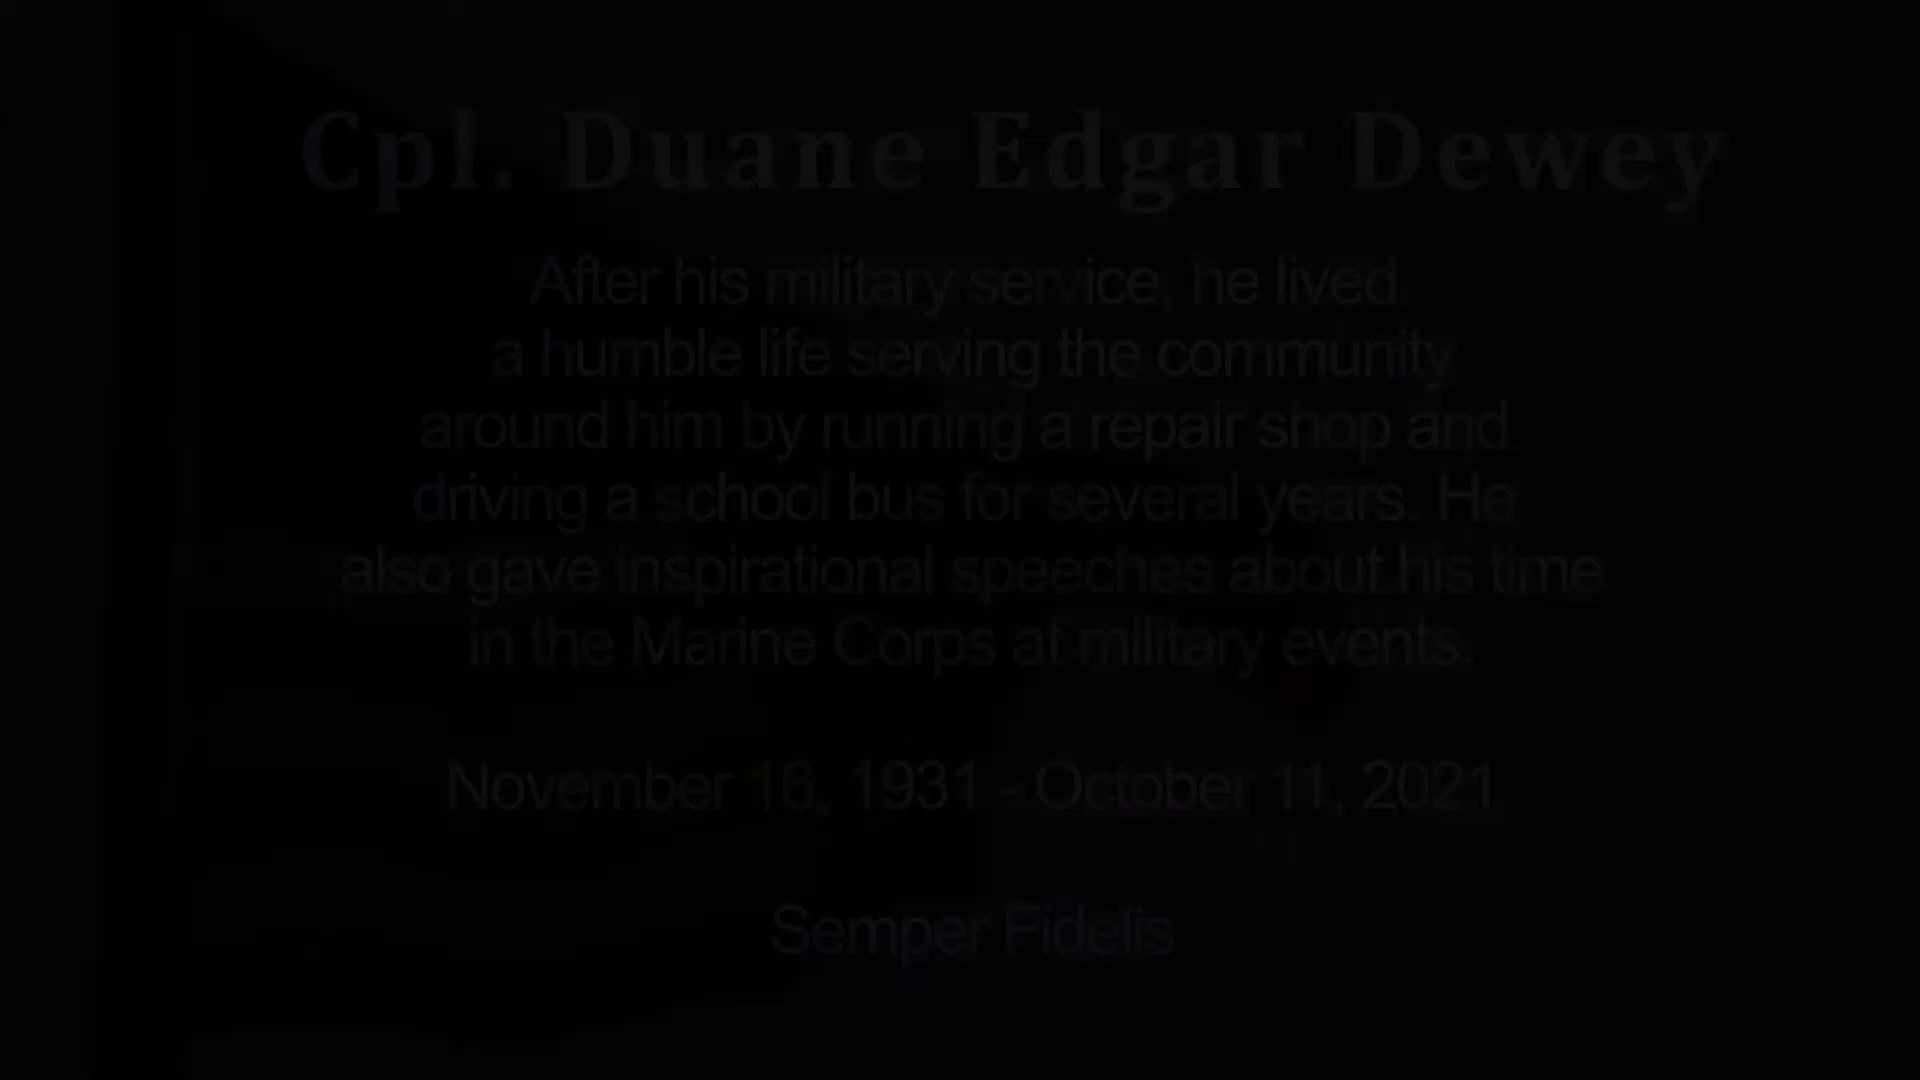 Cpl. Duane Edgar Dewey
After his military service, he lived
a humble life serving the community
around him by running a repair shop and
driving a school bus for several years. He
also gave inspirational speeches about his time
in the Marine Corps at military events.
November 16, 1931 - October 11, 2021
Semper Fidelis